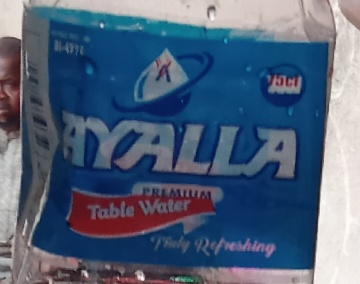 75cl
AYALLA
PREMIUM
Table Water
Truly Refreshing